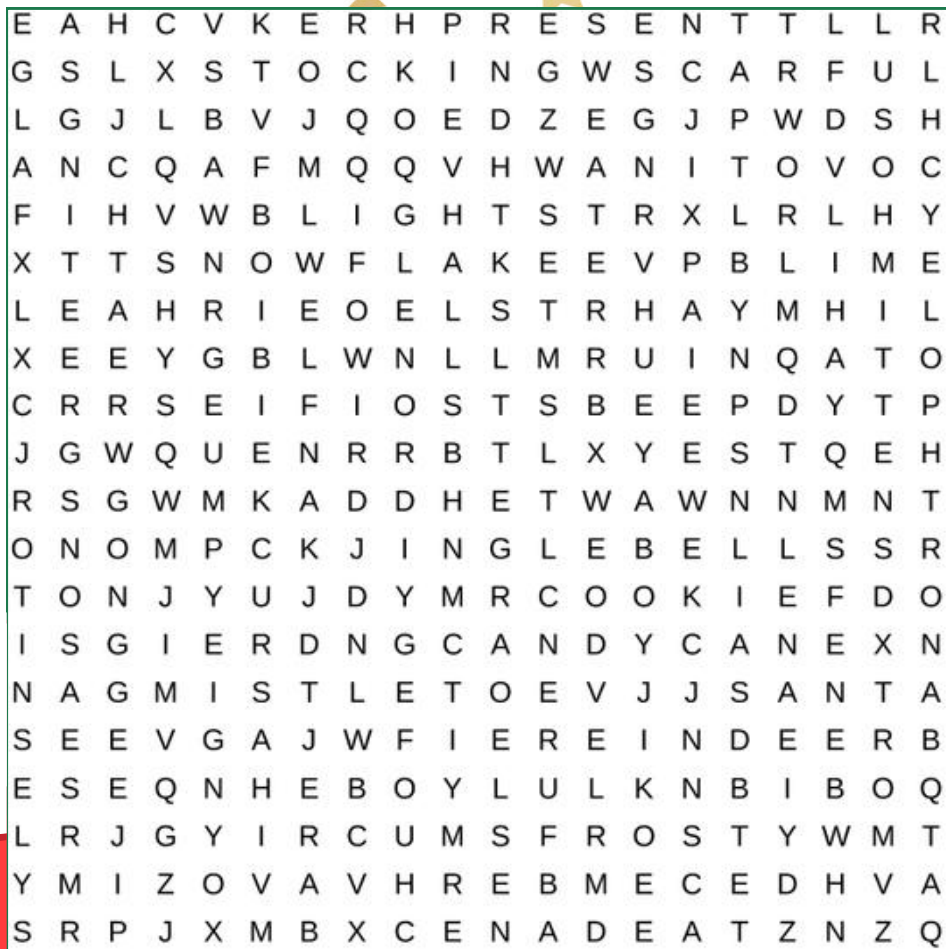 E A H C V K E R H P R E S E N T T L L R
G S L X S T O C K I N G W S C A R F U L
L G J L B V J Q O E D Z E G J P W D S H
A N C Q A F M Q Q V H W A N I T O V O C
F I H V W B L I G H T S T R X L R L H Y
X T T S N O W F L A K E E V P B L I M E
L E A H R I E O E L S T R H A Y M H I L
X E E Y G B L W N L L M R U I N Q A T O
C R R S E I F I O S T S B E E P D Y T P
J G W Q U E N R R B T L X Y E S T Q E H
R S G W M K A D D H E T W A W N N M N T
O N O M P C K J I N G L E B E L L S S R
T O N J Y U J D Y M R C O O K I E F D O
I S G I E R D N G C A N D Y C A N E X N
N A G M I S T L E T O E V J J S A N T A
S E E V G A J W F I E R E I N D E E R B
E S E Q N H E B O Y L U L K N B I B O Q
L R J G Y I R C U M S F R O S T Y W M T
Y M I Z O V A V H R E B M E C E D H V A
S R P J X M B X C E N A D E A T Z N Z Q